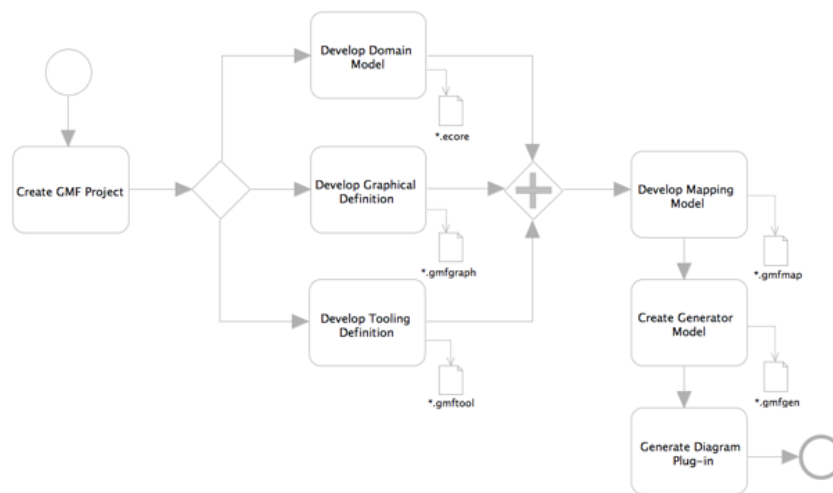 Develop Domain
Model
*.ecore
Create GMF Project
Develop Graphical
Definition
*.gmfgraph
Develop Mapping
Model
*.gmfmap
Develop Tooling
Definition
*.gmftool
Create Generator
Model
*.gmfgen
Generate Diagram
Plug-in